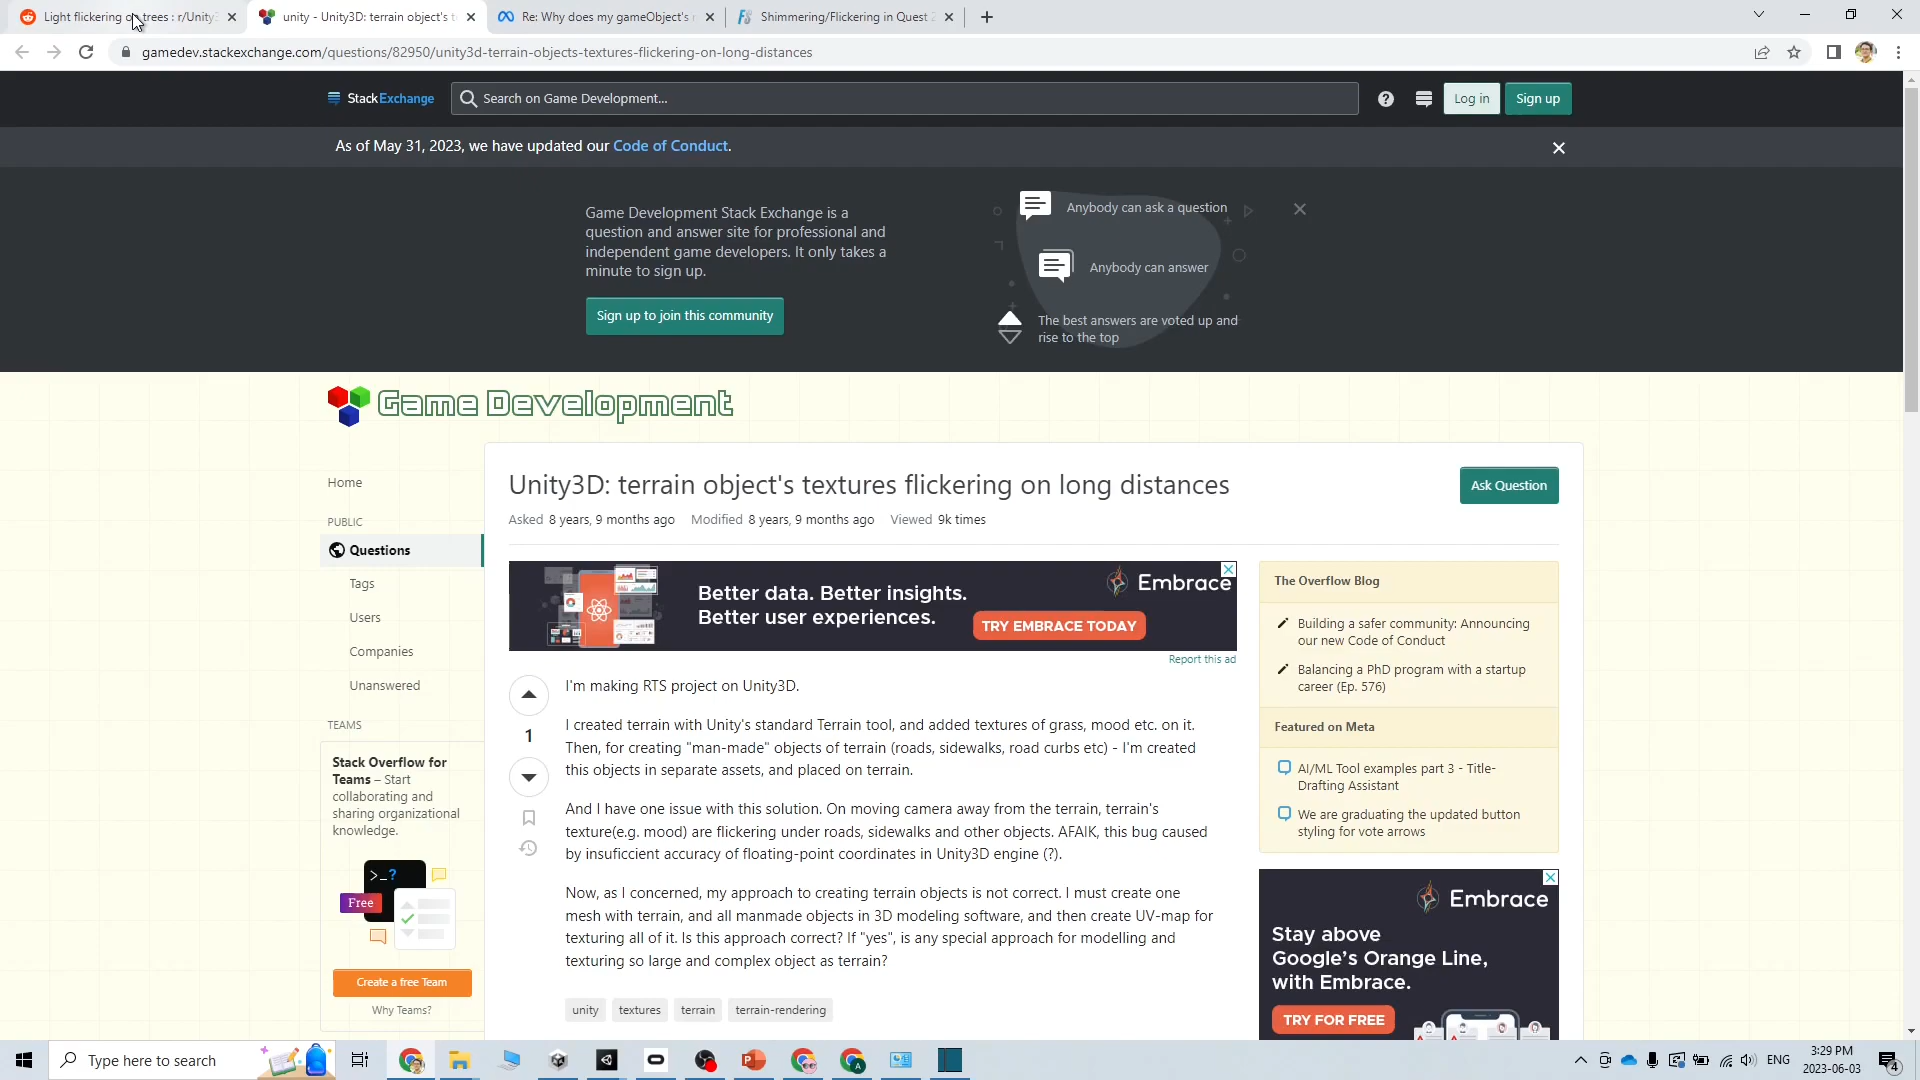 Light flickering on trees : r/Unity3
unity - Unity3D: terrain object's t
Re: Why does my gameObject's
Shimmering/Flickering in Quest 2
gamedev.stackexchange.com/questions/82950/unity3d-terrain-objects-textures-flickering-on-long-distances
StackExchange
Search on Game Development...
Log in
Sign up
As of May 31, 2023, we have updated our Code of Conduct.
Game Development Stack Exchange is a
question and answer site for professional and
independent game developers. It only takes a
minute to sign up.
Sign up to join this community
Anybody can ask a question
Anybody can answer
The best answers are voted up and
rise to the top
Game Development
Home
PUBLIC
Questions
Tags
Users
Companies
Unanswered
TEAMS
Stack Overflow for
Teams – Start
collaborating and
sharing organizational
knowledge.
>_?
Free
Create a free Team
Why Teams?
Unity3D: terrain object's textures flickering on long distances
Ask Question
Asked 8 years, 9 months ago Modified 8 years, 9 months ago Viewed 9k times
Better data. Better insights.
Better user experiences.
Embrace
TRY EMBRACE TODAY
Report this ad
1
I'm making RTS project on Unity3D.
I created terrain with Unity's standard Terrain tool, and added textures of grass, mood etc. on it.
Then, for creating "man-made" objects of terrain (roads, sidewalks, road curbs etc) - I'm created
this objects in separate assets, and placed on terrain.
And I have one issue with this solution. On moving camera away from the terrain, terrain's
texture(e.g. mood) are flickering under roads, sidewalks and other objects. AFAIK, this bug caused
by insuficcient accuracy of floating-point coordinates in Unity3D engine (?).
Now, as I concerned, my approach to creating terrain objects is not correct. I must create one
mesh with terrain, and all manmade objects in 3D modeling software, and then create UV-map for
texturing all of it. Is this approach correct? If "yes", is any special approach for modelling and
texturing so large and complex object as terrain?
unity textures terrain terrain-rendering
The Overflow Blog
Building a safer community: Announcing
our new Code of Conduct
Balancing a PhD program with a startup
career (Ep. 576)
Featured on Meta
AI/ML Tool examples part 3 - Title-
Drafting Assistant
We are graduating the updated button
styling for vote arrows
Embrace
Stay above
Google's Orange Line,
with Embrace.
TRY FOR FREE
Type here to search
ENG
3:29 PM
2023-06-03
4